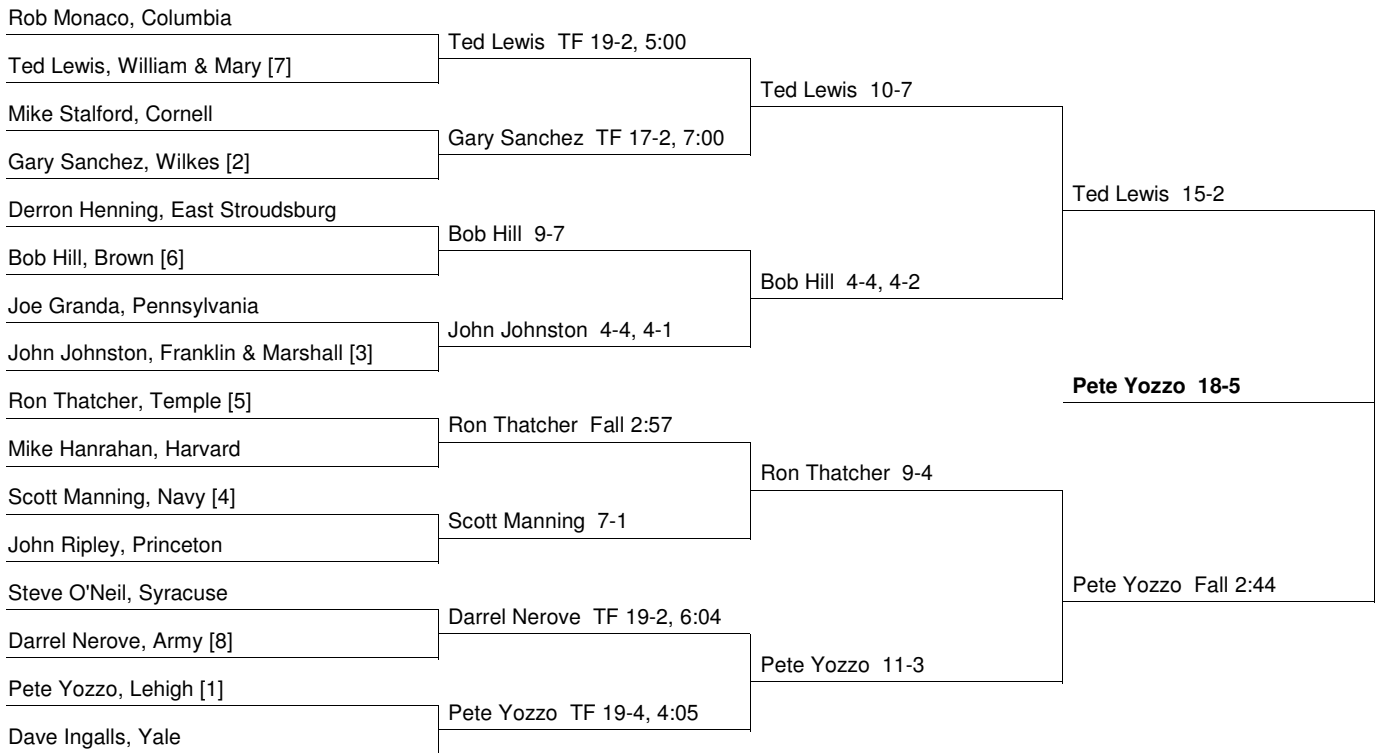 Rob Monaco, Columbia
Ted Lewis, William & Mary [7]
Mike Stalford, Cornell
Gary Sanchez, Wilkes [2]
Derron Henning, East Stroudsburg
Bob Hill, Brown [6]
Joe Granda, Pennsylvania
John Johnston, Franklin & Marshall [3]
Ron Thatcher, Temple [5]
Mike Hanrahan, Harvard
Scott Manning, Navy [4]
John Ripley, Princeton
Steve O'Neil, Syracuse
Darrel Nerove, Army [8]
Pete Yozzo, Lehigh [1]
Dave Ingalls, Yale
Ted Lewis TF 19-2, 5:00
Gary Sanchez TF 17-2, 7:00
Bob Hill 9-7
John Johnston 4-4, 4-1
Ron Thatcher Fall 2:57
Scott Manning 7-1
Darrel Nerove TF 19-2, 6:04
Pete Yozzo TF 19-4, 4:05
Ted Lewis 10-7
Bob Hill 4-4, 4-2
Ron Thatcher 9-4
Pete Yozzo 11-3
Ted Lewis 15-2
Pete Yozzo Fall 2:44
Pete Yozzo 18-5